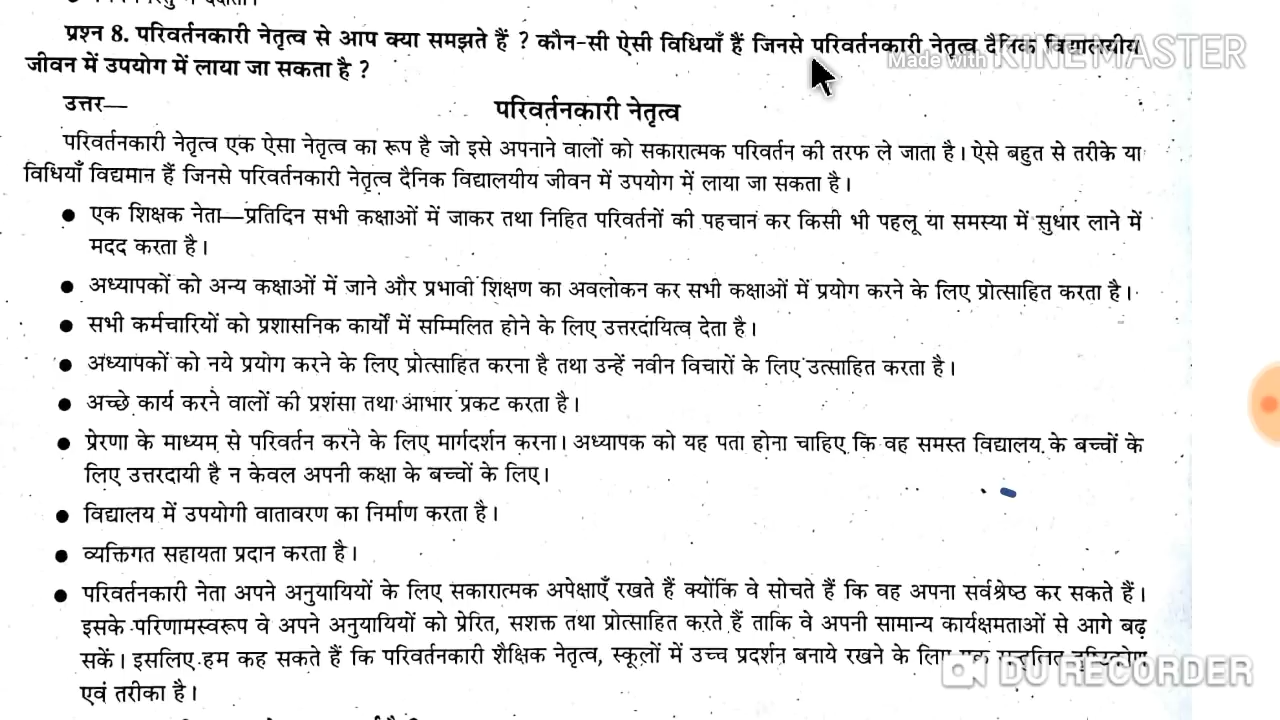 प्रश्न 8. परिवर्तनकारी नेतृत्व से आप क्या समझते हैं ? कौन-सी ऐसी विधियाँ हैं जिनसे परिवर्तनकारी नेतृत्व दैनिक विद्यालयीय
Made with KINEMASTER
जीवन में उपयोग में लाया जा सकता है ?
उत्तर—
परिवर्तनकारी नेतृत्व
परिवर्तनकारी नेतृत्व एक ऐसा नेतृत्व का रूप है जो इसे अपनाने वालों को सकारात्मक परिवर्तन की तरफ ले जाता है। ऐसे बहुत से तरीके या
विधियाँ विद्यमान हैं जिनसे परिवर्तनकारी नेतृत्व दैनिक विद्यालयीय जीवन में उपयोग में लाया जा सकता है।
● एक शिक्षक नेता—प्रतिदिन सभी कक्षाओं में जाकर तथा निहित परिवर्तनों की पहचान कर किसी भी पहलू या समस्या में सुधार लाने में
मदद करता है।
● अध्यापकों को अन्य कक्षाओं में जाने और प्रभावी शिक्षण का अवलोकन कर सभी कक्षाओं में प्रयोग करने के लिए प्रोत्साहित करता है।
● सभी कर्मचारियों को प्रशासनिक कार्यों में सम्मिलित होने के लिए उत्तरदायित्व देता है।
● अध्यापकों को नये प्रयोग करने के लिए प्रोत्साहित करना है तथा उन्हें नवीन विचारों के लिए उत्साहित करता है।
● अच्छे कार्य करने वालों की प्रशंसा तथा आभार प्रकट करता है।
● प्रेरणा के माध्यम से परिवर्तन करने के लिए मार्गदर्शन करना। अध्यापक को यह पता होना चाहिए कि वह समस्त विद्यालय के बच्चों के
लिए उत्तरदायी है न केवल अपनी कक्षा के बच्चों के लिए।
● विद्यालय में उपयोगी वातावरण का निर्माण करता है।
● व्यक्तिगत सहायता प्रदान करता है।
● परिवर्तनकारी नेता अपने अनुयायियों के लिए सकारात्मक अपेक्षाएँ रखते हैं क्योंकि वे सोचते हैं कि वह अपना सर्वश्रेष्ठ कर सकते हैं।
इसके परिणामस्वरूप वे अपने अनुयायियों को प्रेरित, सशक्त तथा प्रोत्साहित करते हैं ताकि वे अपनी सामान्य कार्यक्षमताओं से आगे बढ़
सकें। इसलिए हम कह सकते हैं कि परिवर्तनकारी शैक्षिक नेतृत्व, स्कूलों में उच्च प्रदर्शन बनाये रखने के लिए
DU RECORDER
एवं तरीका है।